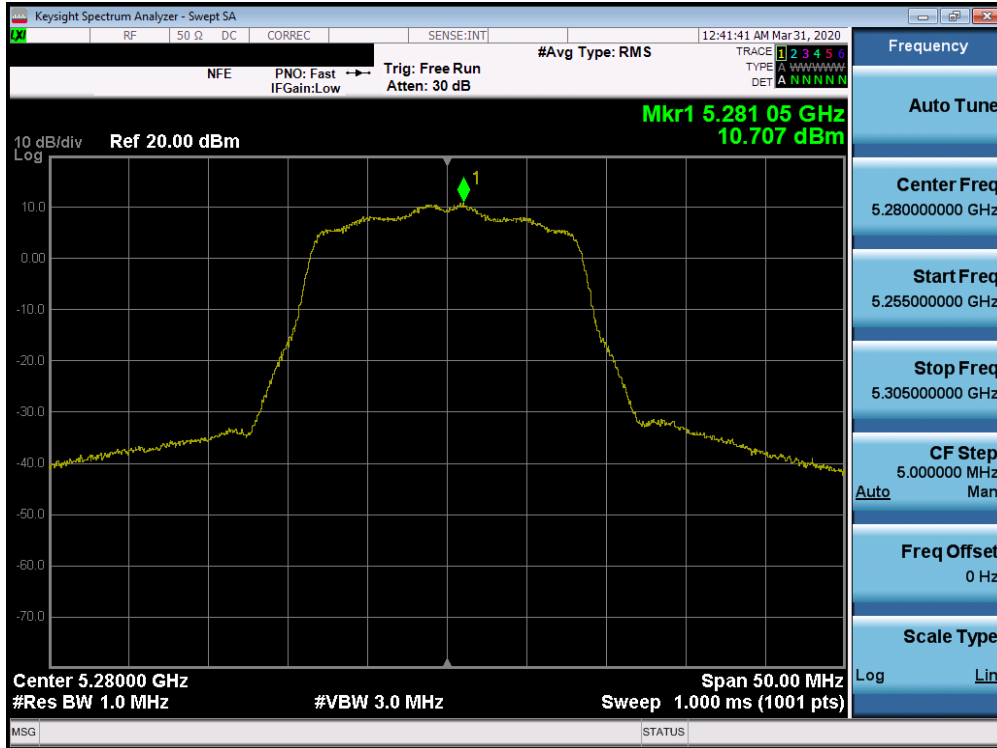 Keysight Spectrum Analyzer - Swept SA
LXI RF 50 Ω DC CORREC SENSE:INT 12:41:41 AM Mar 31, 2020
NFE PNO: Fast IFGain:Low Trig: Free Run Atten: 30 dB #Avg Type: RMS
TRACE 1 2 3 4 5 6
TYPE A WWWWW
DET A N N N N N
Mkr1 5.281 05 GHz
10.707 dBm
10 dB/div Ref 20.00 dBm
Log
1
10.0
0.00
-10.0
-20.0
-30.0
-40.0
-50.0
-60.0
-70.0
Center 5.28000 GHz Span 50.00 MHz
#Res BW 1.0 MHz #VBW 3.0 MHz Sweep 1.000 ms (1001 pts)
MSG STATUS
Frequency
Auto Tune
Center Freq
5.280000000 GHz
Start Freq
5.255000000 GHz
Stop Freq
5.305000000 GHz
CF Step
5.000000 MHz
Auto Man
Freq Offset
0 Hz
Scale Type
Log Lin